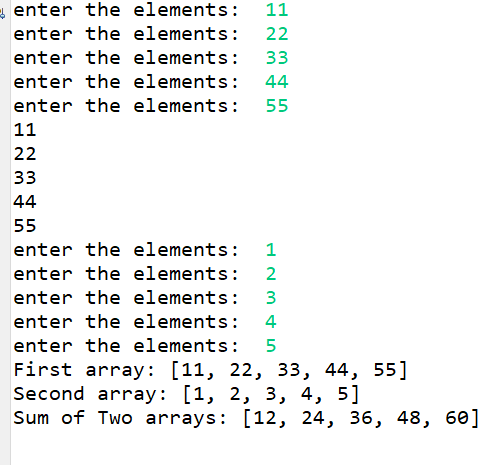 enter the elements:  11
enter the elements:  22
enter the elements:  33
enter the elements:  44
enter the elements:  55
11
22
33
44
55
enter the elements:  1
enter the elements:  2
enter the elements:  3
enter the elements:  4
enter the elements:  5
First array: [11, 22, 33, 44, 55]
Second array: [1, 2, 3, 4, 5]
Sum of Two arrays: [12, 24, 36, 48, 60]